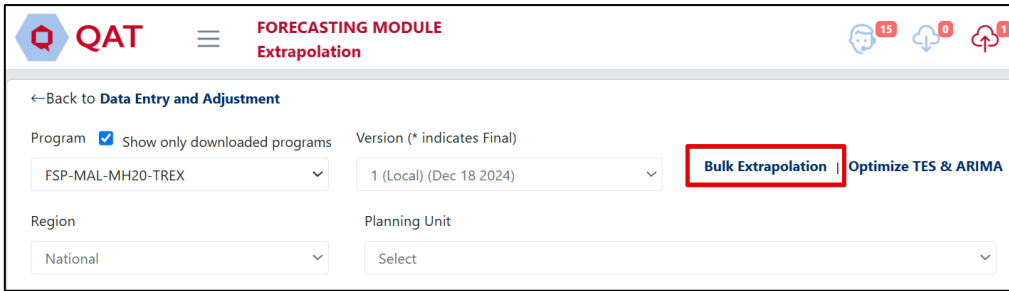 QAT
FORECASTING MODULE
Extrapolation
15
0
1
←Back to Data Entry and Adjustment
Program Show only downloaded programs
Version (* indicates Final)
FSP-MAL-MH20-TREX
1 (Local) (Dec 18 2024)
Bulk Extrapolation | Optimize TES & ARIMA
Region
Planning Unit
National
Select